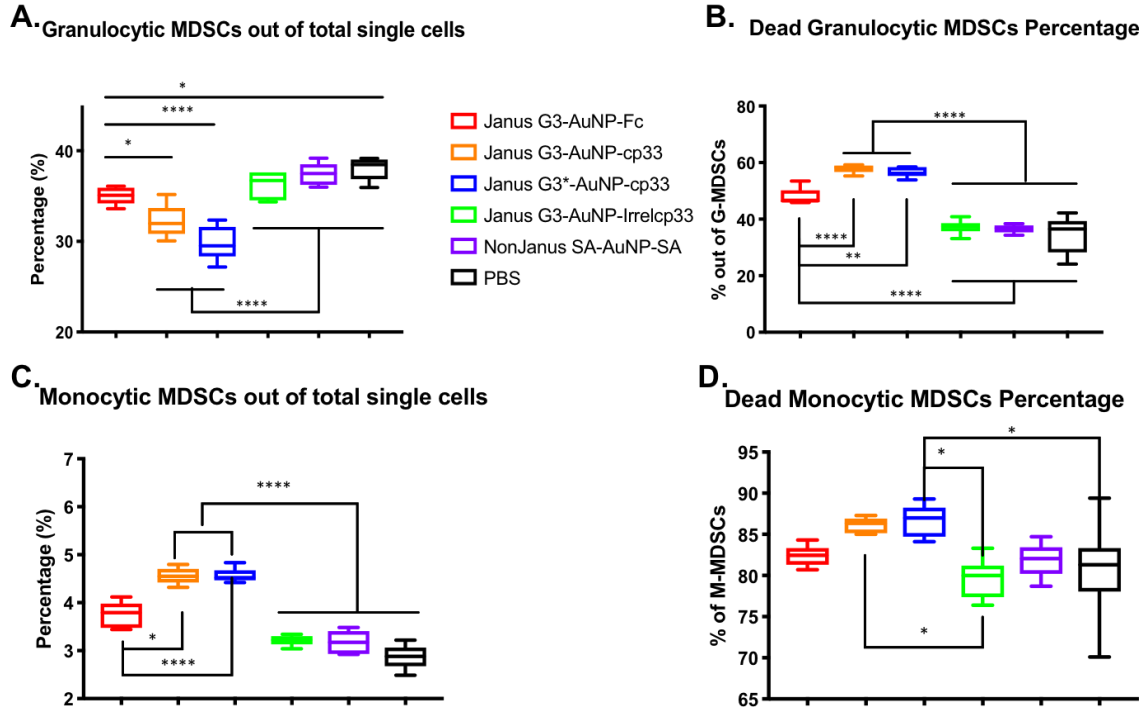 A.
Granulocytic MDSCs out of total single cells
*
****
*
Percentage (%)
40
30
20
****
Janus G3-AuNP-Fc
Janus G3-AuNP-cp33
Janus G3*-AuNP-cp33
Janus G3-AuNP-Irrelcp33
NonJanus SA-AuNP-SA
PBS
B.
Dead Granulocytic MDSCs Percentage
% out of G-MDSCs
80
60
40
20
0
****
****
**
****
C.
Monocytic MDSCs out of total single cells
Percentage (%)
7
6
5
4
3
2
****
*
****
D.
Dead Monocytic MDSCs Percentage
% of M-MDSCs
95
90
85
80
75
70
65
*
*
*